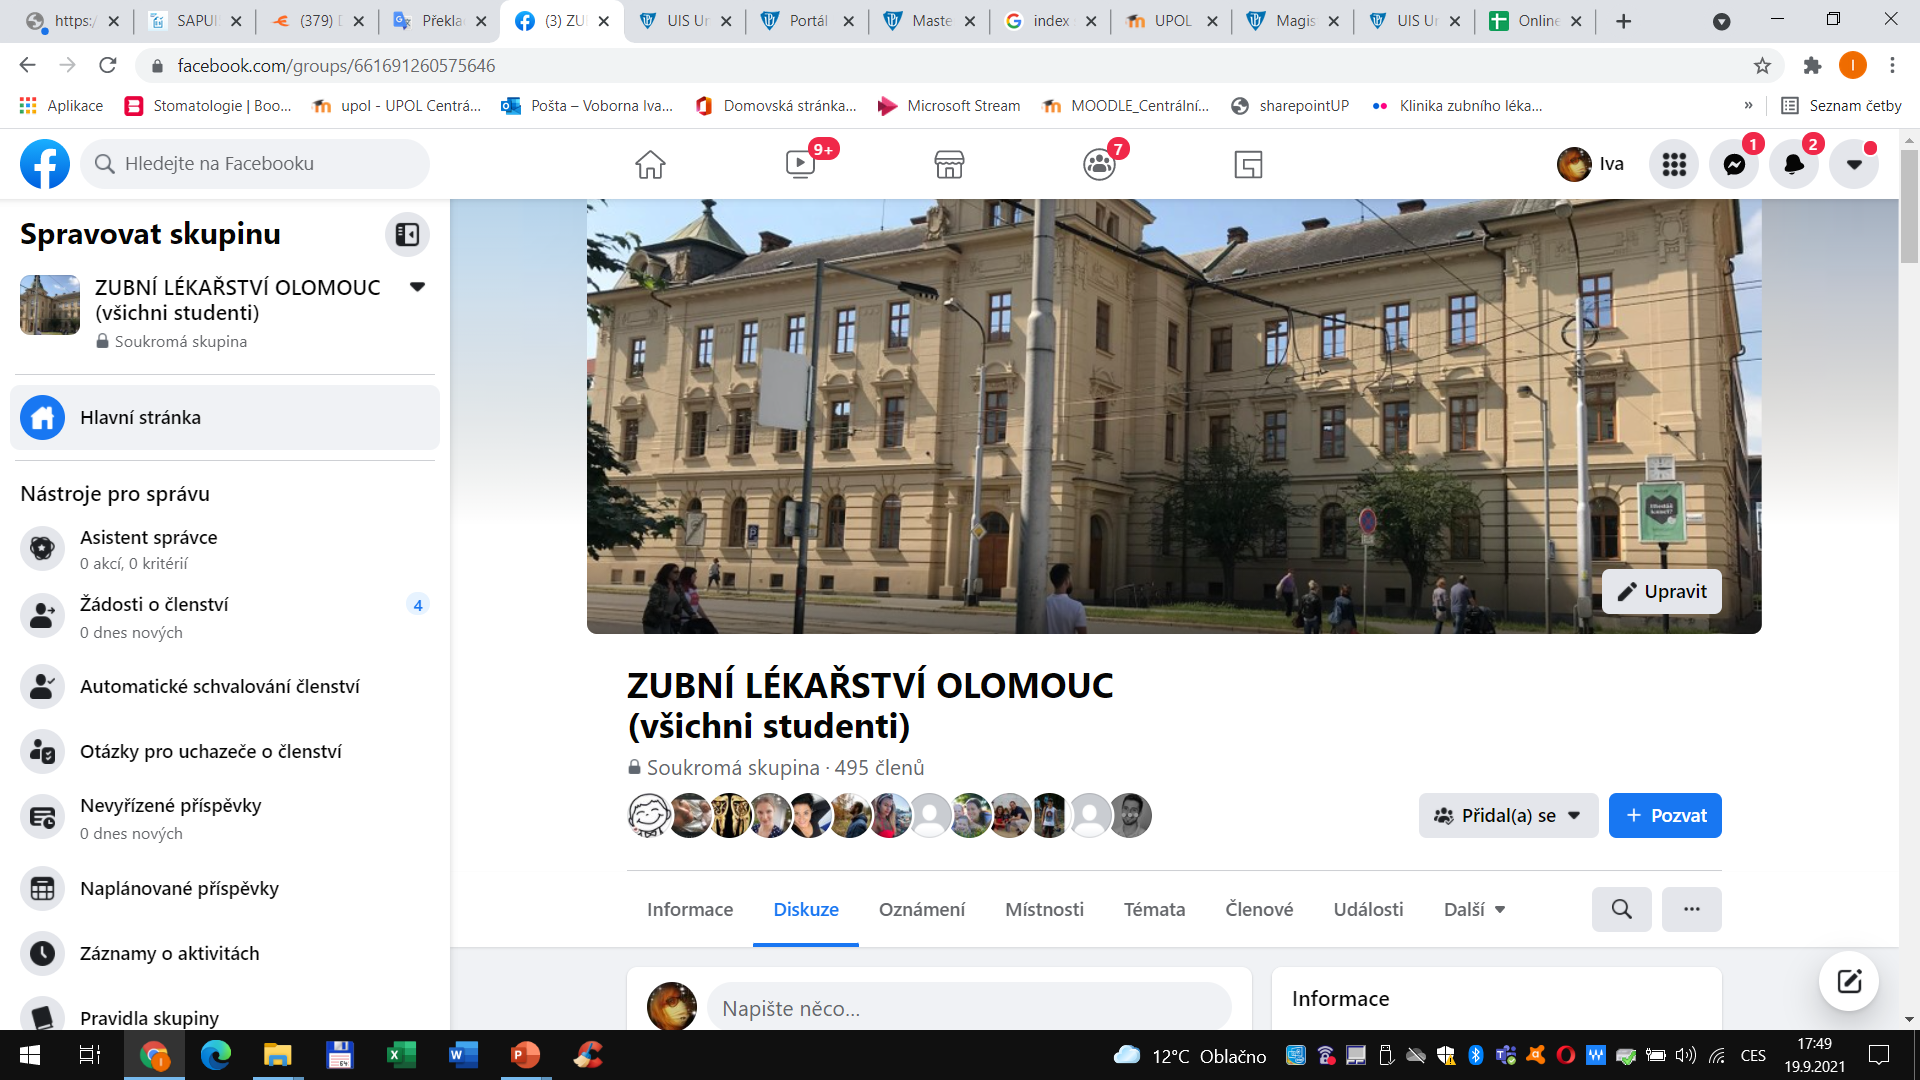 https:/
SAPUI
(379) D
Překla
(3) ZU
UIS Un
Portál
Maste
index s
UPOL
Magis
UIS Un
Online
facebook.com/groups/661691260575646
Aplikace
Stomatologie | Boo...
upol - UPOL Centrá...
Pošta – Voborna Iva...
Domovská stránka...
Microsoft Stream
MOODLE_Centrální...
sharepointUP
Klinika zubního léka...
»
Seznam četby
Hledejte na Facebooku
9+
7
Iva
1
2
Spravovat skupinu
ZUBNÍ LÉKAŘSTVÍ OLOMOUC
(všichni studenti)
Soukromá skupina
Hlavní stránka
Nástroje pro správu
Asistent správce
0 akcí, 0 kritérií
Žádosti o členství
4
0 dnes nových
Automatické schvalování členství
Otázky pro uchazeče o členství
Nevyřízené příspěvky
0 dnes nových
Naplánované příspěvky
Záznamy o aktivitách
Pravidla skupiny
Upravit
ZUBNÍ LÉKAŘSTVÍ OLOMOUC
(všichni studenti)
Soukromá skupina · 495 členů
Přidal(a) se
+ Pozvat
Informace
Diskuze
Oznámení
Místnosti
Témata
Členové
Události
Další
Napište něco...
Informace
12°C Oblačno
CES
17:49
19.9.2021